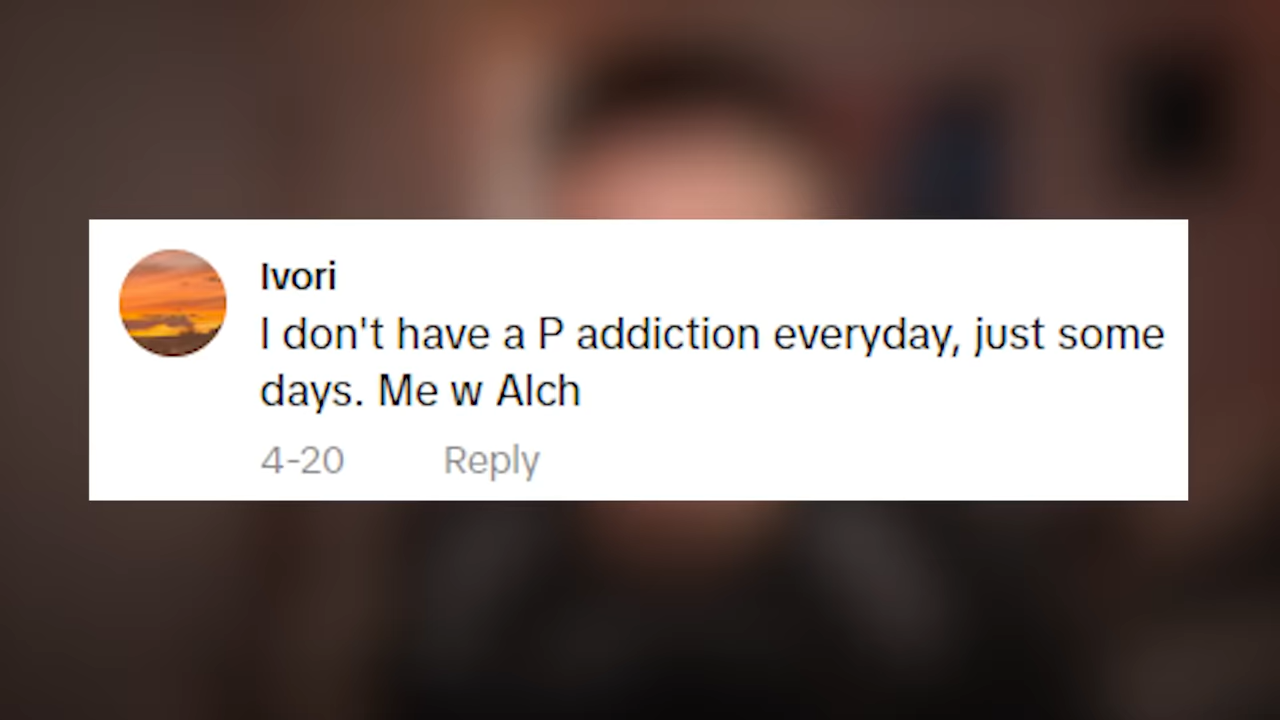 Ivori
I don't have a P addiction everyday, just some
days. Me w Alch
4-20 Reply